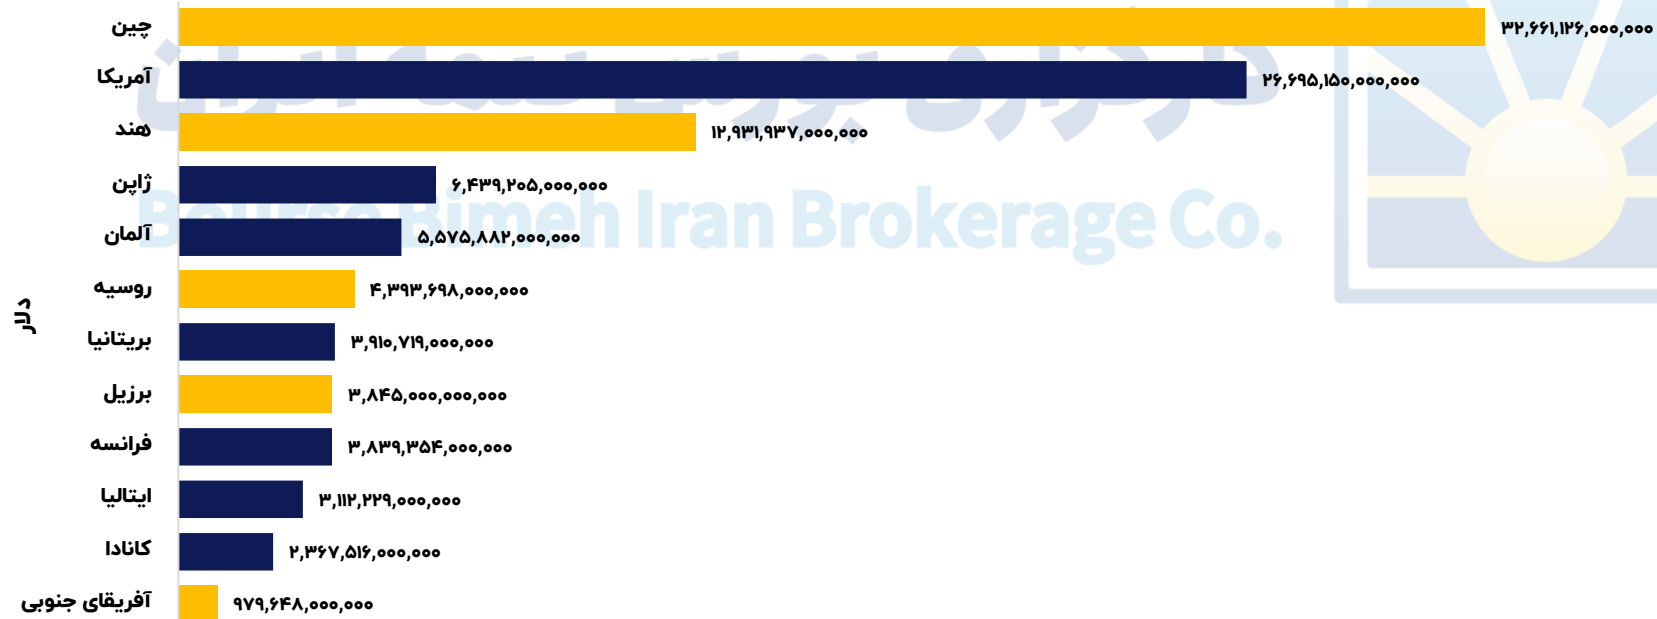 چین ۳۲,۶۶۱,۱۲۶,۰۰۰,۰۰۰
آمریکا ۲۶,۶۹۵,۱۵۰,۰۰۰,۰۰۰
هند ۱۲,۹۳۱,۹۳۷,۰۰۰,۰۰۰
ژاپن ۶,۴۳۹,۲۰۵,۰۰۰,۰۰۰
آلمان ۵,۵۷۵,۸۸۲,۰۰۰,۰۰۰
روسیه ۴,۳۹۳,۶۹۸,۰۰۰,۰۰۰
بریتانیا ۳,۹۱۰,۷۱۹,۰۰۰,۰۰۰
برزیل ۳,۸۴۵,۰۰۰,۰۰۰,۰۰۰
فرانسه ۳,۸۳۹,۳۵۴,۰۰۰,۰۰۰
ایتالیا ۳,۱۱۲,۲۲۹,۰۰۰,۰۰۰
کانادا ۲,۳۶۷,۵۱۶,۰۰۰,۰۰۰
آفریقای جنوبی ۹۷۹,۶۴۸,۰۰۰,۰۰۰
دلار
کارگزاری بورس بیمه ایران
Bourse Bimeh Iran Brokerage Co.